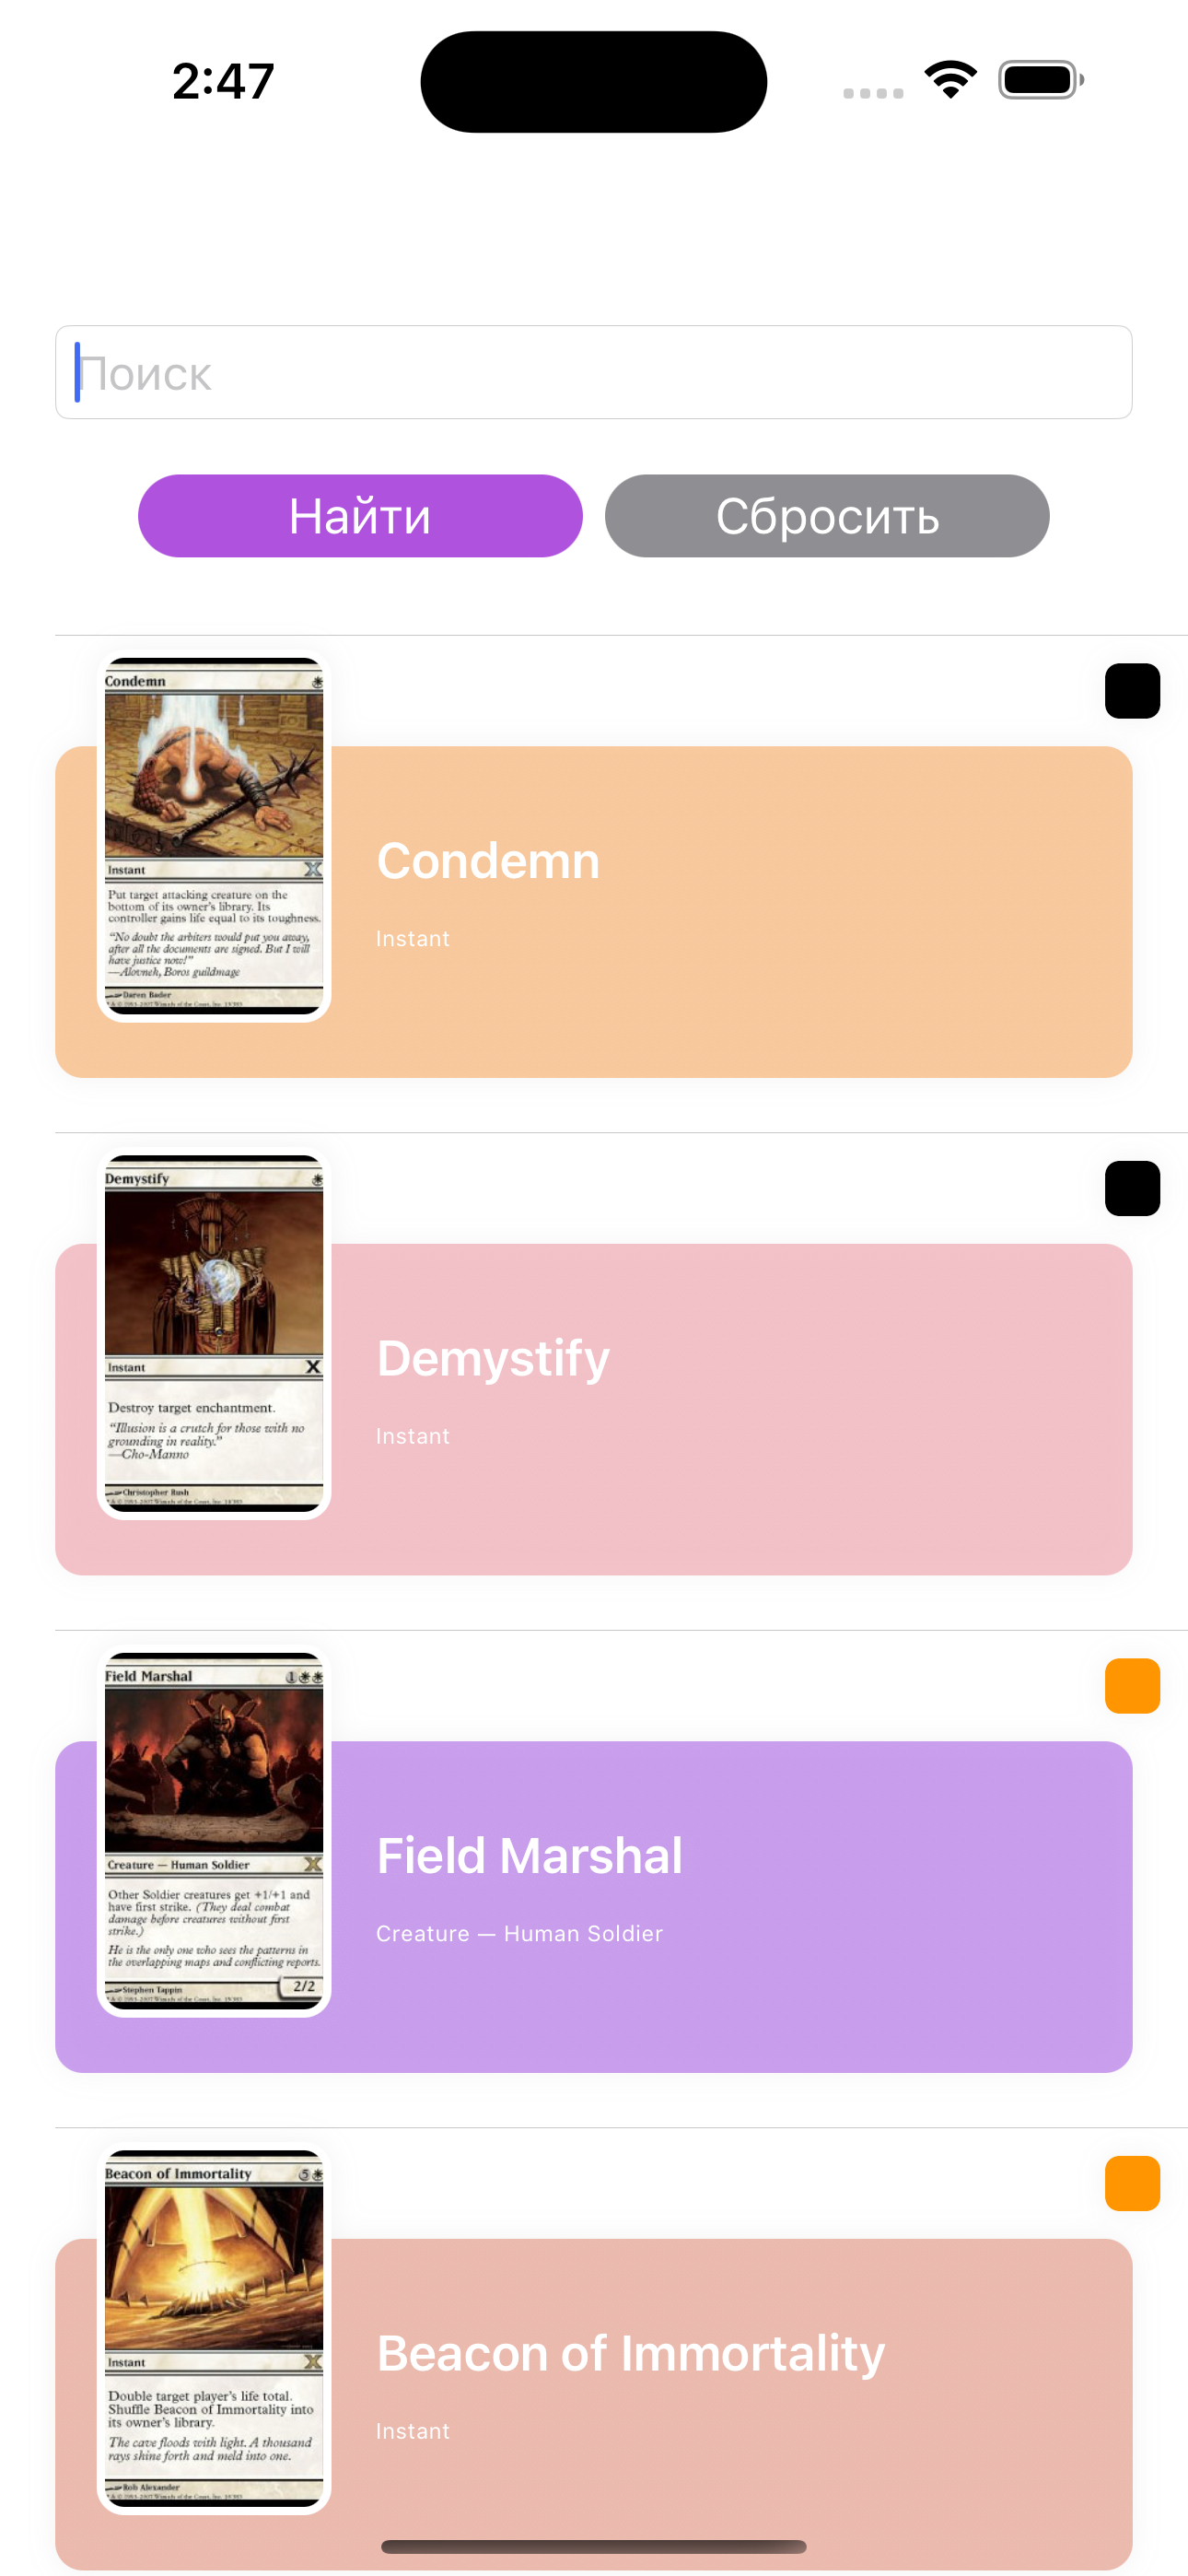 2:47
Поиск
Найти
Сбросить
Condemn
Instant
Put target attacking creature on the
bottom of its owner's library. Its
controller gains life equal to its toughness.
"No doubt the arbiters would put you away,
after all the documents are signed. But I will
have justice now!"
—Alovnek, Boros guildmage
Daren Bader
Condemn
Instant
Demystify
Instant
Destroy target enchantment.
"Illusion is a crutch for those with no
grounding in reality."
—Cho-Manno
Christopher Rush
Demystify
Instant
Field Marshal
1
Creature — Human Soldier
Other Soldier creatures get +1/+1 and
have first strike. (They deal combat
damage before creatures without first
strike.)
He is the only one who sees the patterns in
the overlapping maps and conflicting reports.
2/2
Stephen Tappin
Field Marshal
Creature — Human Soldier
Beacon of Immortality
5
Instant
Double target player's life total.
Shuffle Beacon of Immortality into
its owner's library.
The cave floods with light. A thousand
rays shine forth and meld into one.
Rob Alexander
Beacon of Immortality
Instant